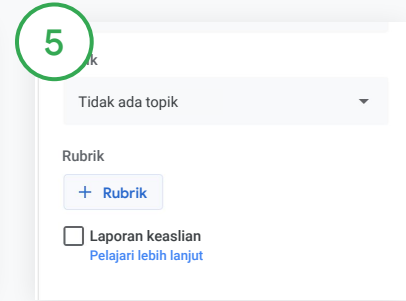 5
Tidak ada topik
Rubrik
+ Rubrik
Laporan keaslian
Pelajari lebih lanjut